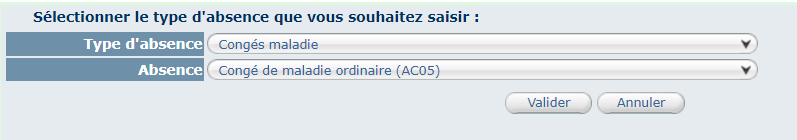 Sélectionner le type d'absence que vous souhaitez saisir :
Type d'absence Congés maladie
Absence Congé de maladie ordinaire (AC05)
Valider Annuler